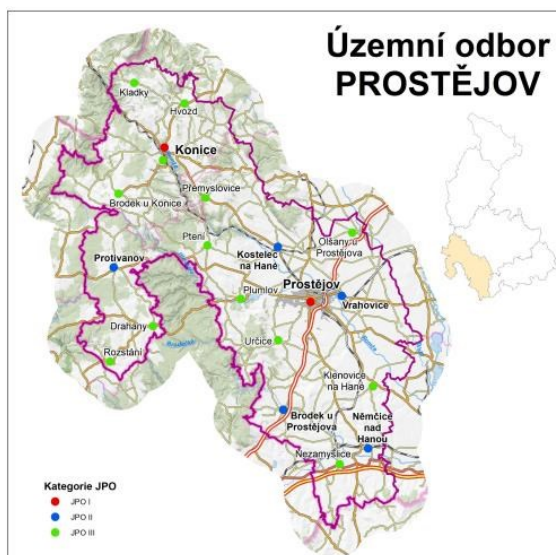 Územní odbor
PROSTĚJOV
Kladky
Hvozd
Konice
Přemyslovice
Brodek u Konice
Ptení
Olšany u
Prostějova
Kostelec
na Hané
Protivanov
Prostějov
Plumlov
Vrahovice
Drahany
Určice
Rozstání
Klenovice
na Hané
Brodek u
Prostějova
Němčice
nad
Hanou
Nezamyslice
Kategorie JPO
JPO I
JPO II
JPO III